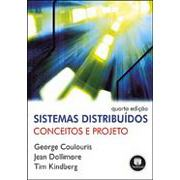 quarta edição
SISTEMAS DISTRIBUÍDOS
CONCEITOS E PROJETO
George Coulouris
Jean Dollimore
Tim Kindberg